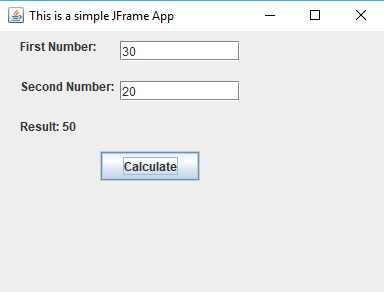 This is a simple JFrame App
First Number: 30
Second Number: 20
Result: 50
Calculate